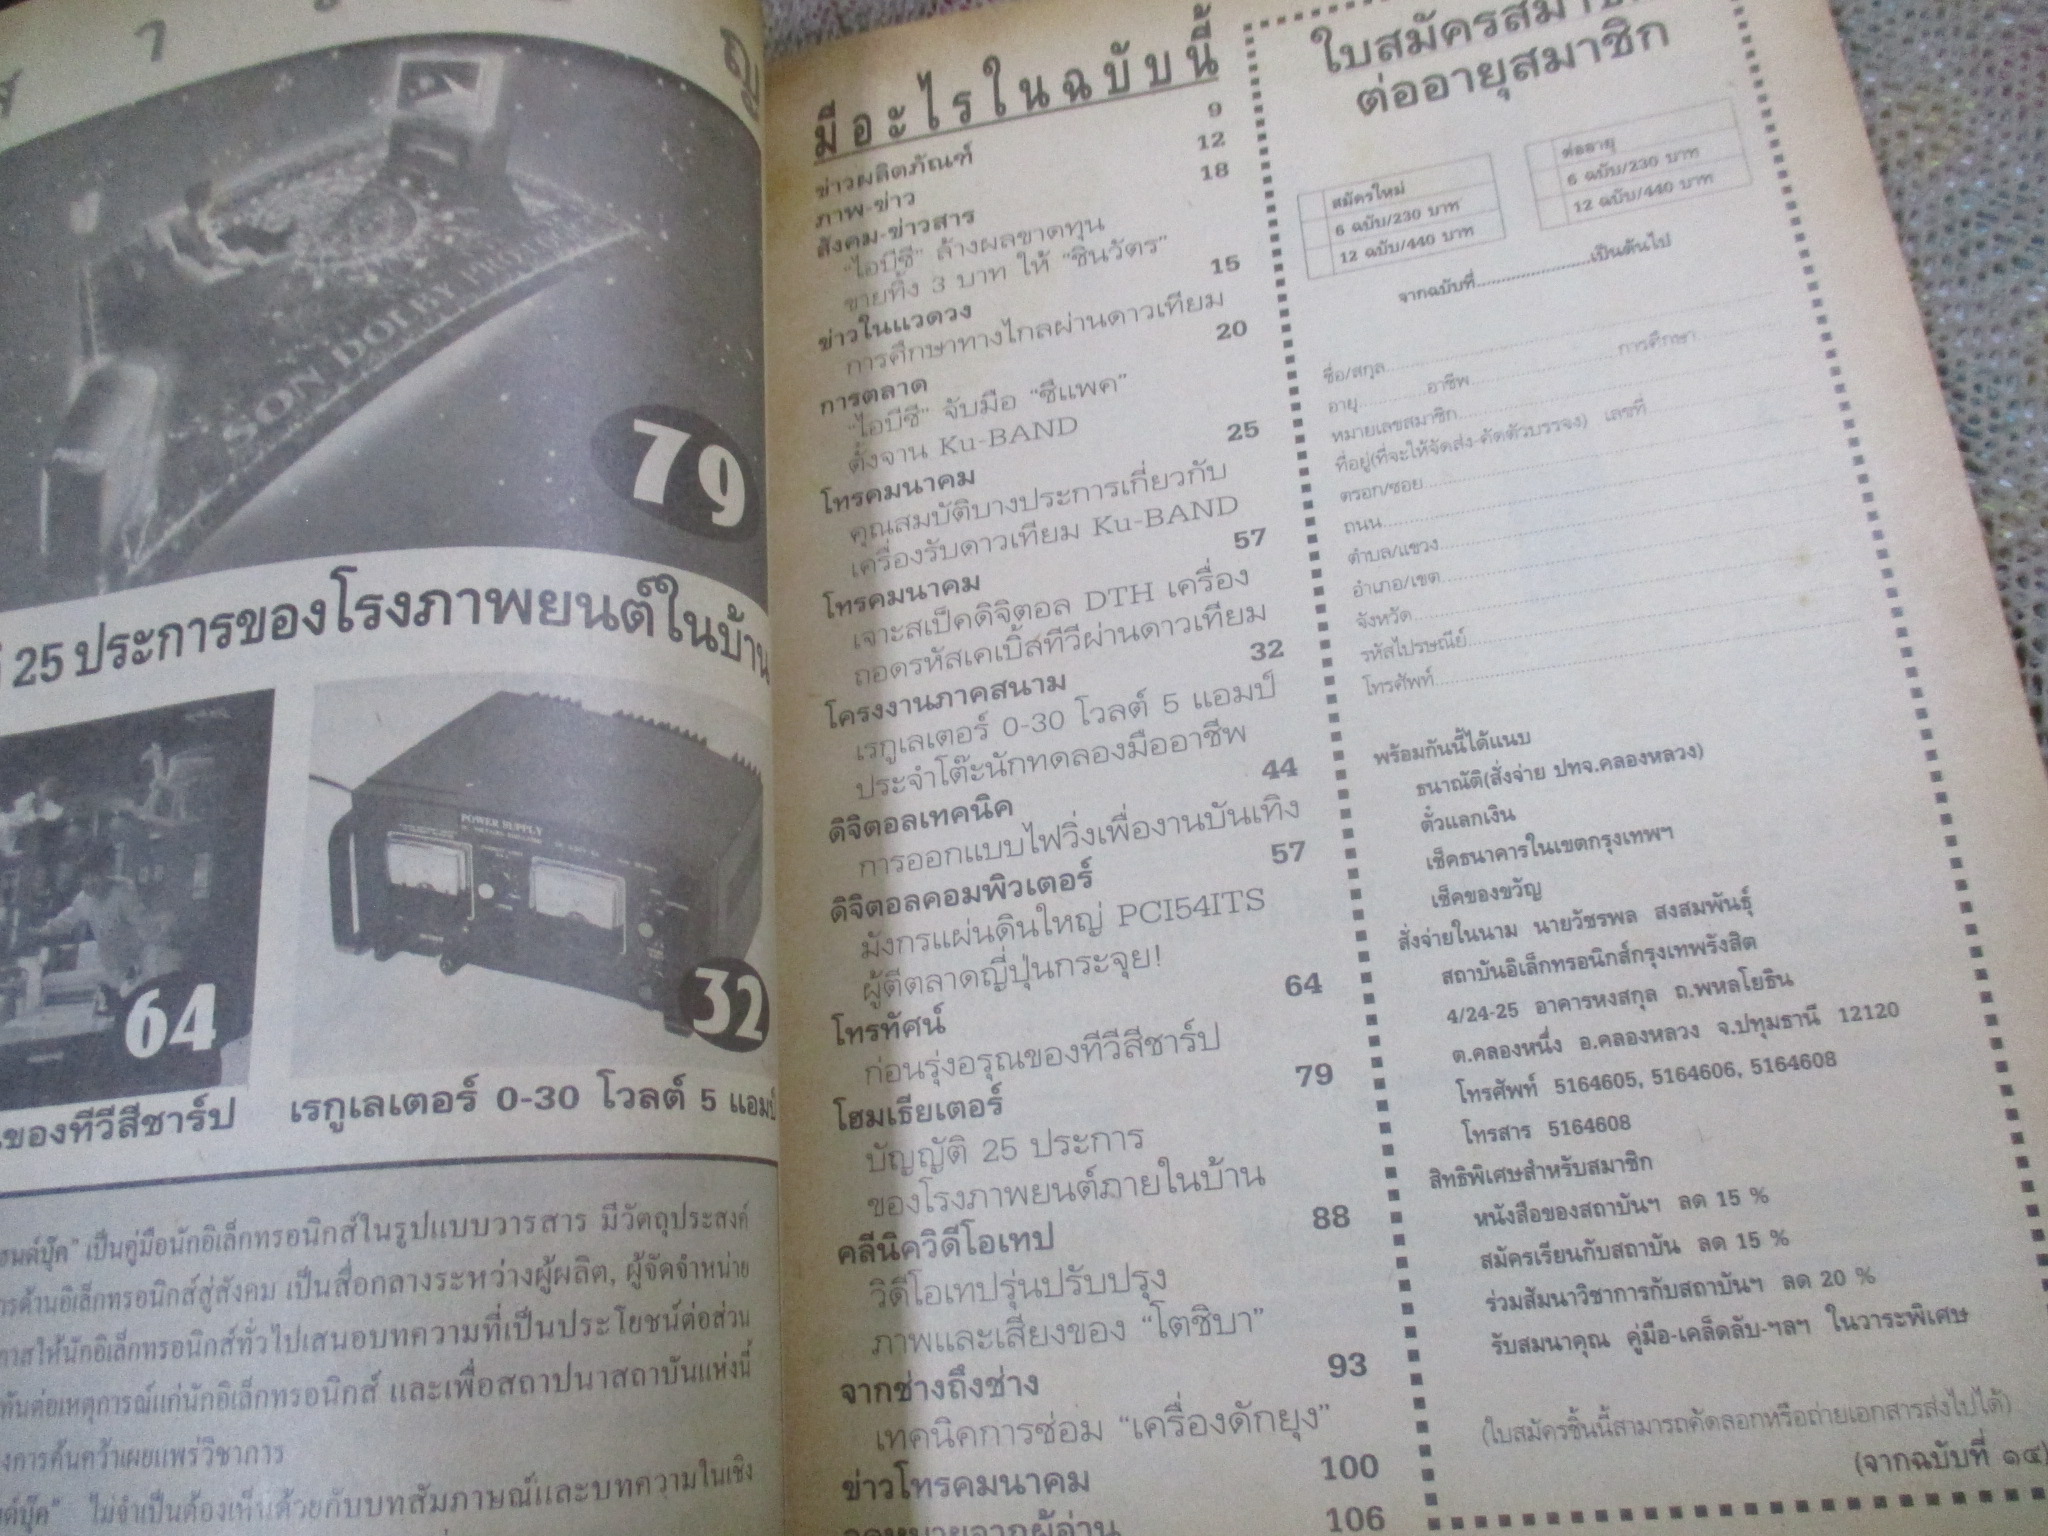 ญ
SON DOLBY PRO LOGIC
79
25 ประการของโรงภาพยนต์ในบ้าน
64
ของทีวีสีชาร์ป
POWER SUPPLY
32
เรกูเลเตอร์ 0-30 โวลต์ 5 แอมป์
เป็นคู่มือนักอิเล็กทรอนิกส์ในรูปแบบวารสาร มีวัตถุประสงค์
ด้านอิเล็กทรอนิกส์สู่สังคม เป็นสื่อกลางระหว่างผู้ผลิต, ผู้จัดจำหน่าย
ให้นักอิเล็กทรอนิกส์ทั่วไปเสนอบทความที่เป็นประโยชน์ต่อส่วน
ทันต่อเหตุการณ์แก่นักอิเล็กทรอนิกส์ และเพื่อสถาปนาสถาบันแห่งนี้
การค้นคว้าเผยแพร่วิชาการ
ไม่จำเป็นต้องเห็นด้วยกับบทสัมภาษณ์และบทความในเชิง
มีอะไรในฉบับนี้
ข่าวผลิตภัณฑ์ 9
ภาพ-ข่าว 12
สังคม-ข่าวสาร 18
"ไอบีซี" ล้างผลขาดทุน
ขายทิ้ง 3 บาท ให้ "ชินวัตร"
ข่าวในแวดวง 15
การศึกษาทางไกลผ่านดาวเทียม
การตลาด 20
"ไอบีซี" จับมือ "ซีแพค"
ตั้งจาน Ku-BAND
โทรคมนาคม 25
คุณสมบัติบางประการเกี่ยวกับ
เครื่องรับดาวเทียม Ku-BAND
โทรคมนาคม 57
เจาะสเป็คดิจิตอล DTH เครื่อง
ถอดรหัสเคเบิ้ลทีวีผ่านดาวเทียม
โครงงานภาคสนาม 32
เรกูเลเตอร์ 0-30 โวลต์ 5 แอมป์
ประจำโต๊ะนักทดลองมืออาชีพ
ดิจิตอลเทคนิค 44
การออกแบบไฟวิ่งเพื่องานบันเทิง
ดิจิตอลคอมพิวเตอร์ 57
มังกรแผ่นดินใหญ่ PCI54ITS
ผู้ตีตลาดญี่ปุ่นกระจุย!
โทรทัศน์ 64
ก่อนรุ่งอรุณของทีวีสีชาร์ป
โฮมเธียเตอร์ 79
บัญญัติ 25 ประการ
ของโรงภาพยนต์ภายในบ้าน
คลีนิควิดีโอเทป 88
วิดีโอเทปรุ่นปรับปรุง
ภาพและเสียงของ "โตชิบา"
จากช่างถึงช่าง 93
เทคนิคการซ่อม "เครื่องดักยุง"
ข่าวโทรคมนาคม 100
จดหมายจากผู้อ่าน 106
ใบสมัครสมาชิก
ต่ออายุสมาชิก
สมัครใหม่
6 ฉบับ/230 บาท
12 ฉบับ/440 บาท
ต่ออายุ
6 ฉบับ/230 บาท
12 ฉบับ/440 บาท
จากฉบับที่..........................เป็นต้นไป
ชื่อ/สกุล
อายุ อาชีพ การศึกษา
หมายเลขสมาชิก
ที่อยู่(ที่จะให้จัดส่ง-คัดตัวบรรจง) เลขที่
ตรอก/ซอย
ถนน
ตำบล/แขวง
อำเภอ/เขต
จังหวัด
รหัสไปรษณีย์
โทรศัพท์
พร้อมกันนี้ได้แนบ
ธนาณัติ(สั่งจ่าย ปทจ.คลองหลวง)
ตั๋วแลกเงิน
เช็คธนาคารในเขตกรุงเทพฯ
เช็คของขวัญ
สั่งจ่ายในนาม นายวัชรพล สงสมพันธุ์
สถาบันอิเล็กทรอนิกส์กรุงเทพรังสิต
4/24-25 อาคารหงสกุล ถ.พหลโยธิน
ต.คลองหนึ่ง อ.คลองหลวง จ.ปทุมธานี 12120
โทรศัพท์ 5164605, 5164606, 5164608
โทรสาร 5164608
สิทธิพิเศษสำหรับสมาชิก
หนังสือของสถาบันฯ ลด 15 %
สมัครเรียนกับสถาบัน ลด 15 %
ร่วมสัมนาวิชาการกับสถาบันฯ ลด 20 %
รับสมนาคุณ คู่มือ-เคล็ดลับ-ฯลฯ ในวาระพิเศษ
(ใบสมัครชิ้นนี้สามารถคัดลอกหรือถ่ายเอกสารส่งไปได้)
(จากฉบับที่ ๑๔)